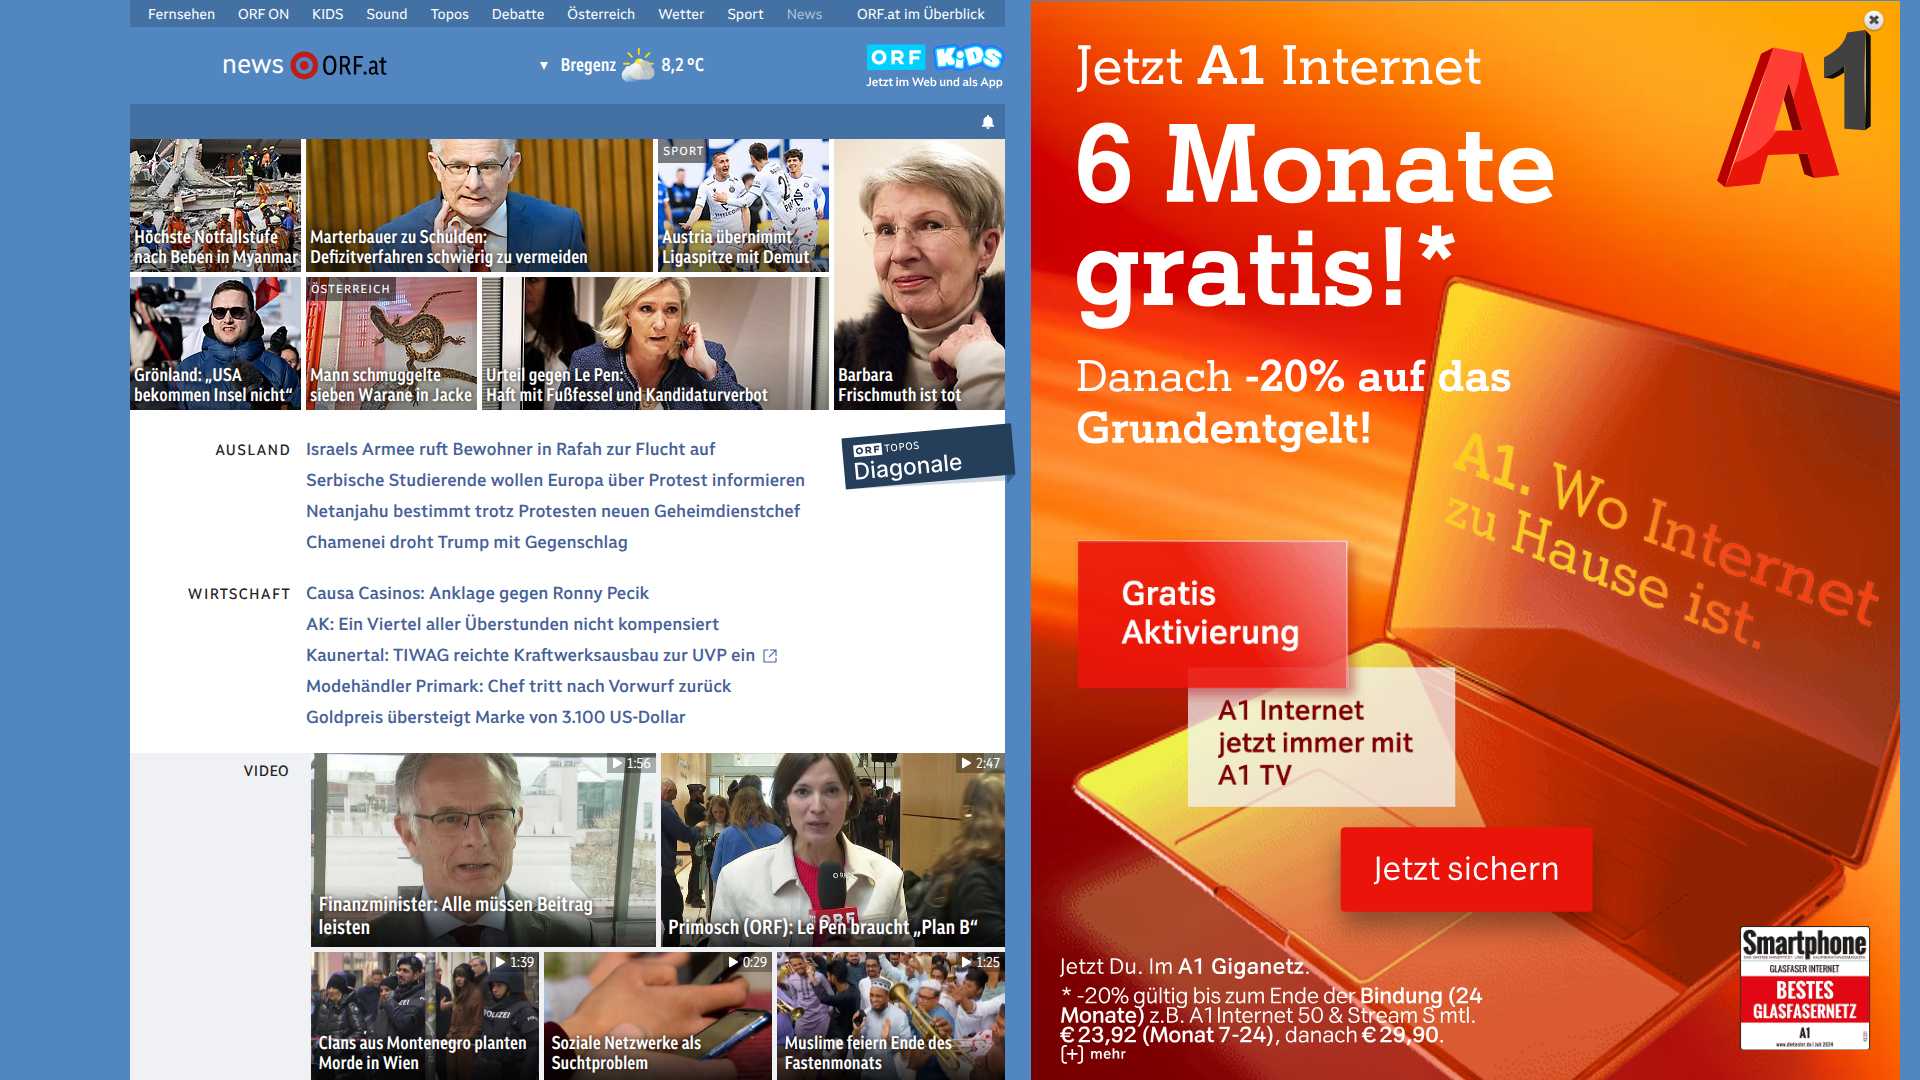 Fernsehen ORF ON KIDS Sound Topos Debatte Österreich Wetter Sport News ORF.at im Überblick
news ORF.at
▼ Bregenz 8,2 ºC
ORF KiDS
Jetzt im Web und als App
Höchste Notfallstufe
nach Beben in Myanmar
Marterbauer zu Schulden:
Defizitverfahren schwierig zu vermeiden
SPORT
Austria übernimmt
Ligaspitze mit Demut
Grönland: „USA
bekommen Insel nicht“
ÖSTERREICH
Mann schmuggelte
sieben Warane in Jacke
Urteil gegen Le Pen:
Haft mit Fußfessel und Kandidaturverbot
Barbara
Frischmuth ist tot
AUSLAND
Israels Armee ruft Bewohner in Rafah zur Flucht auf
Serbische Studierende wollen Europa über Protest informieren
Netanjahu bestimmt trotz Protesten neuen Geheimdienstchef
Chamenei droht Trump mit Gegenschlag
ORF TOPOS
Diagonale
WIRTSCHAFT
Causa Casinos: Anklage gegen Ronny Pecik
AK: Ein Viertel aller Überstunden nicht kompensiert
Kaunertal: TIWAG reichte Kraftwerksausbau zur UVP ein
Modehändler Primark: Chef tritt nach Vorwurf zurück
Goldpreis übersteigt Marke von 3.100 US-Dollar
VIDEO
1:56
Finanzminister: Alle müssen Beitrag
leisten
2:47
ORF
Primosch (ORF): Le Pen braucht „Plan B“
1:39
POLIZEI
Clans aus Montenegro planten
Morde in Wien
0:29
Soziale Netzwerke als
Suchtproblem
1:25
Muslime feiern Ende des
Fastenmonats
Jetzt A1 Internet
A1
6 Monate
gratis!*
Danach -20% auf das
Grundentgelt!
A1. Wo Internet
zu Hause ist.
Gratis
Aktivierung
A1 Internet
jetzt immer mit
A1 TV
Jetzt sichern
Jetzt Du. Im A1 Giganetz.
* -20% gültig bis zum Ende der Bindung (24
Monate) z.B. A1 Internet 50 & Stream S mtl.
€ 23,92 (Monat 7-24), danach € 29,90.
[+] mehr
Smartphone
GLASFASER INTERNET
BESTES
GLASFASERNETZ
A1